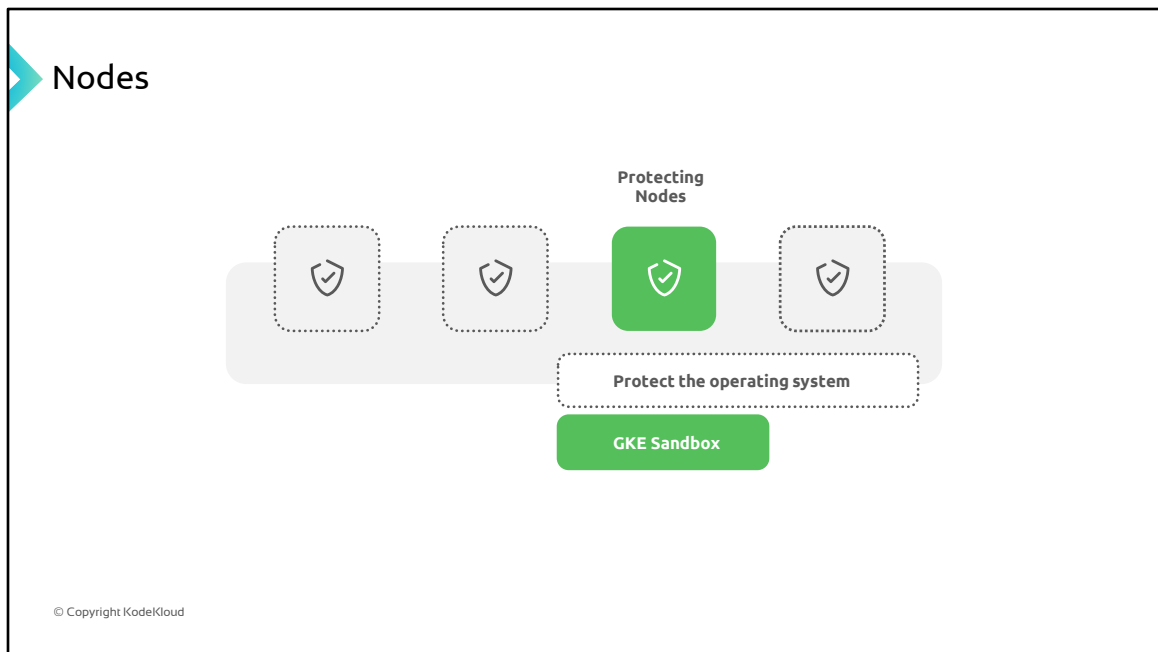 Nodes
Protecting
Nodes
Protect the operating system
GKE Sandbox
© Copyright KodeKloud